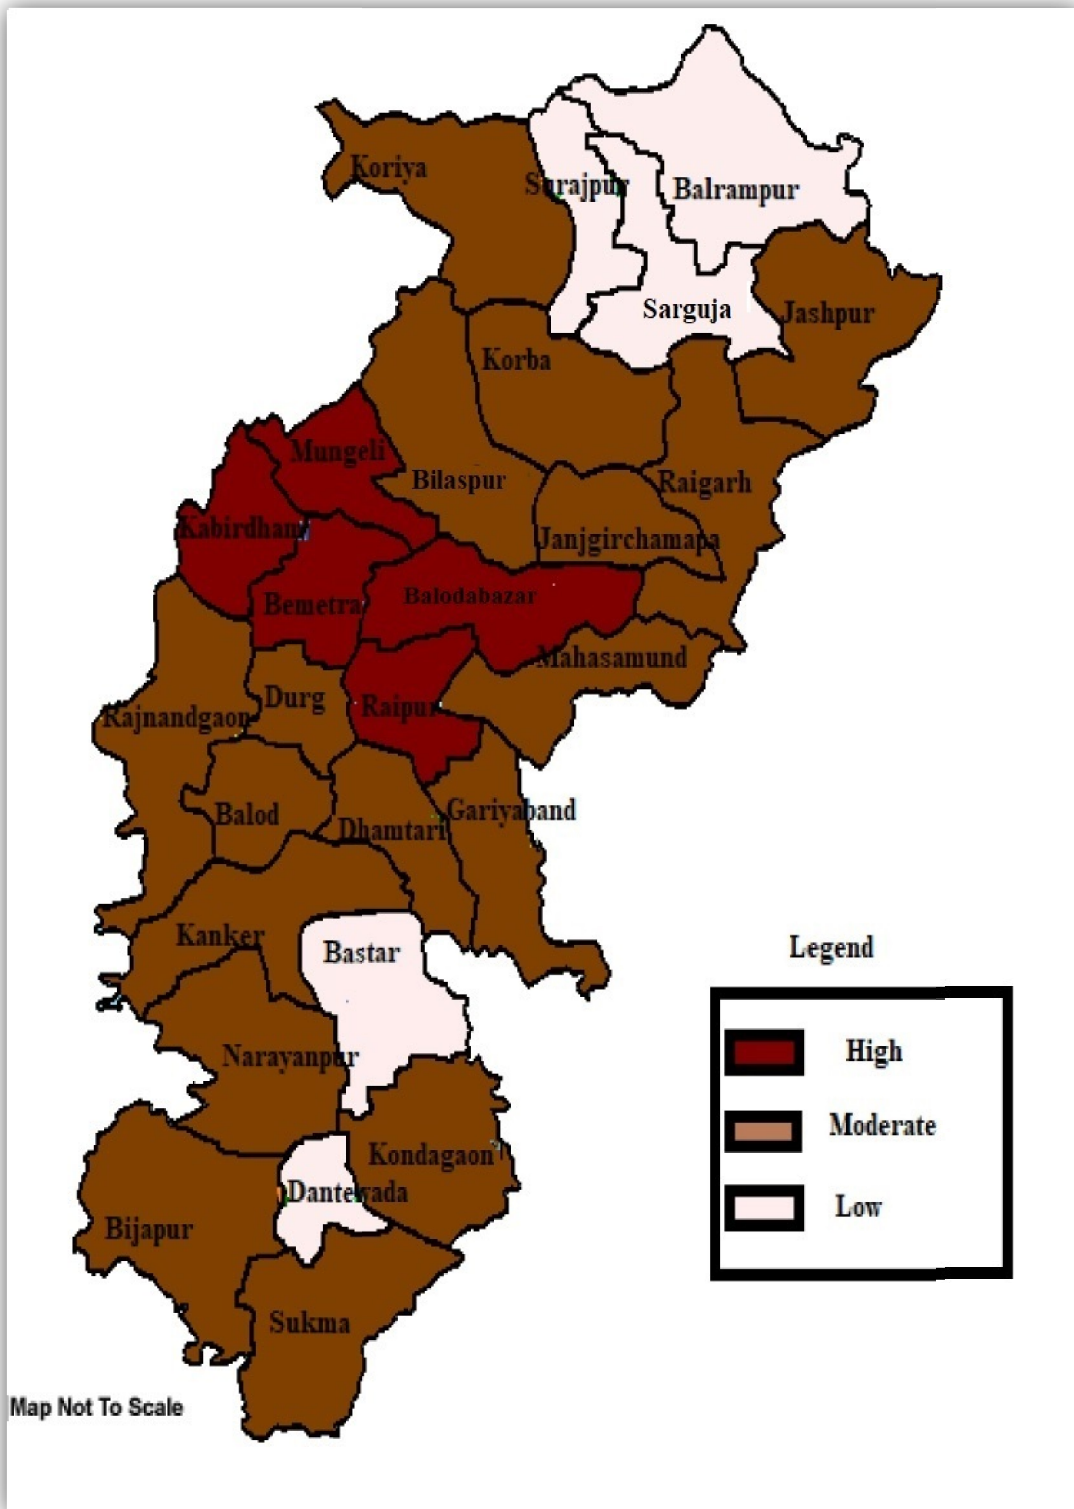 Koriya
Surajpur
Balrampur
Sarguja
Jashpur
Korba
Mungeli
Bilaspur
Raigarh
Kabirdham
Janjgirchamapa
Bemetra
Balodabazar
Mahasamund
Durg
Raipur
Rajnandgaon
Balod
Dhamtari
Gariyaband
Kanker
Bastar
Legend
Narayanpur
High
Moderate
Kondagaon
Dantewada
Low
Bijapur
Sukma
Map Not To Scale